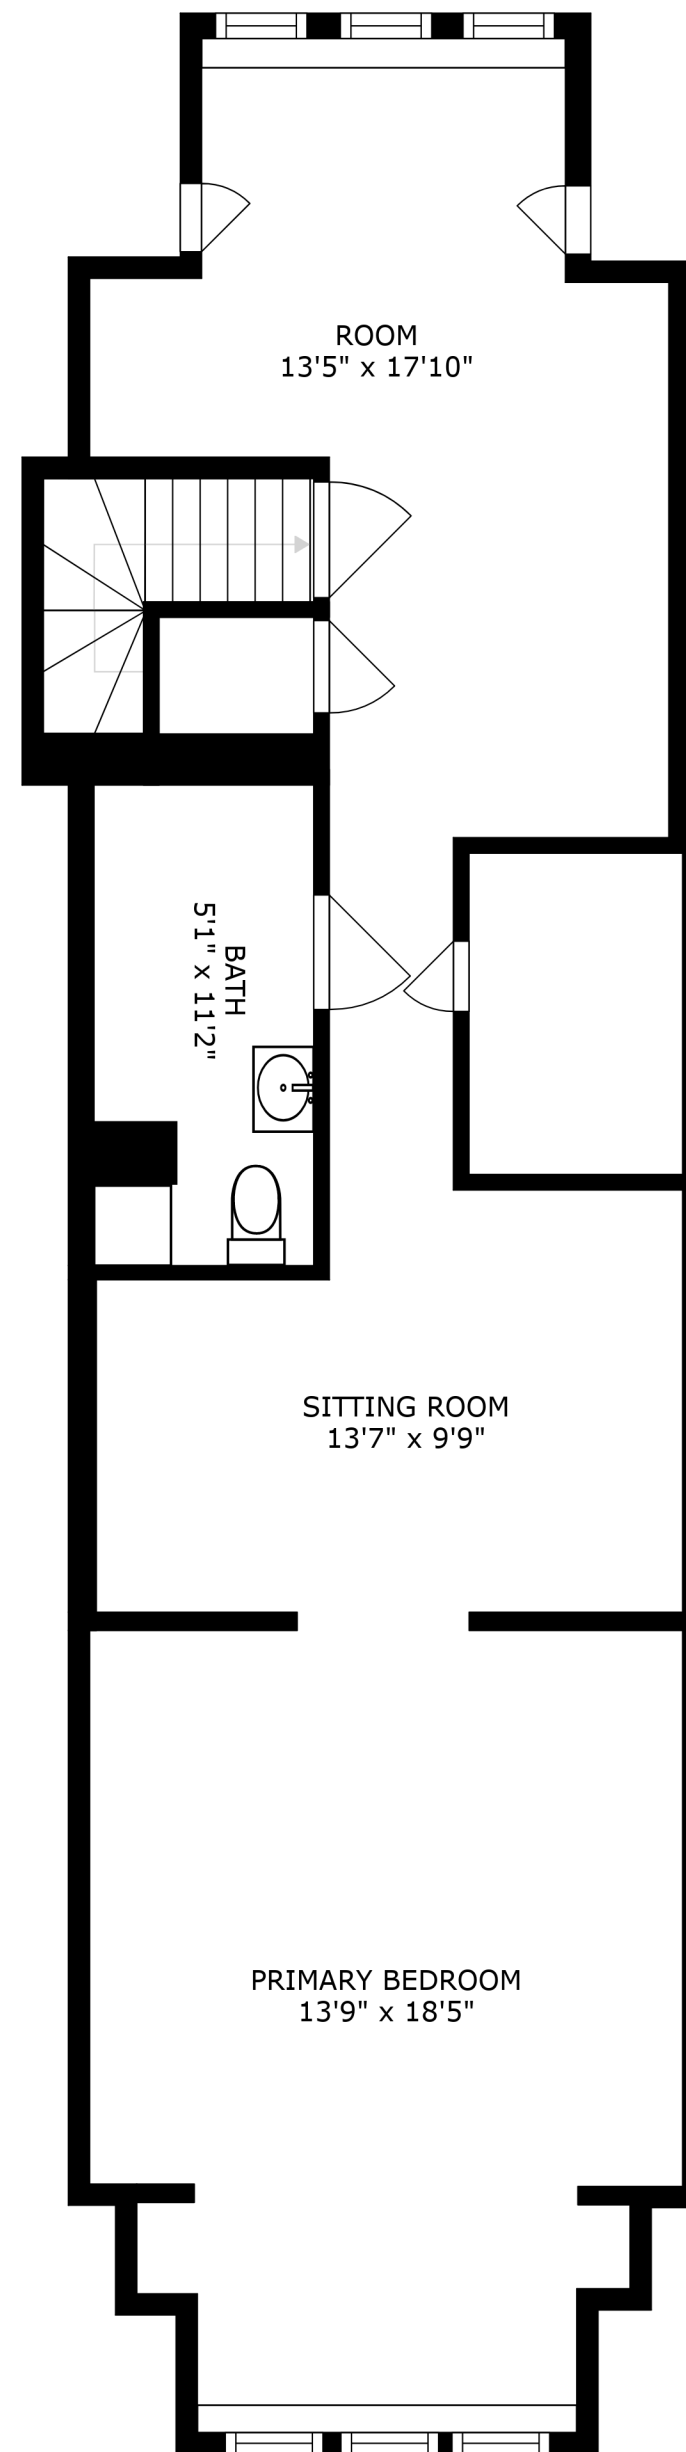 ROOM
13'5" x 17'10"
BATH
5'1" x 11'2"
SITTING ROOM
13'7" x 9'9"
PRIMARY BEDROOM
13'9" x 18'5"